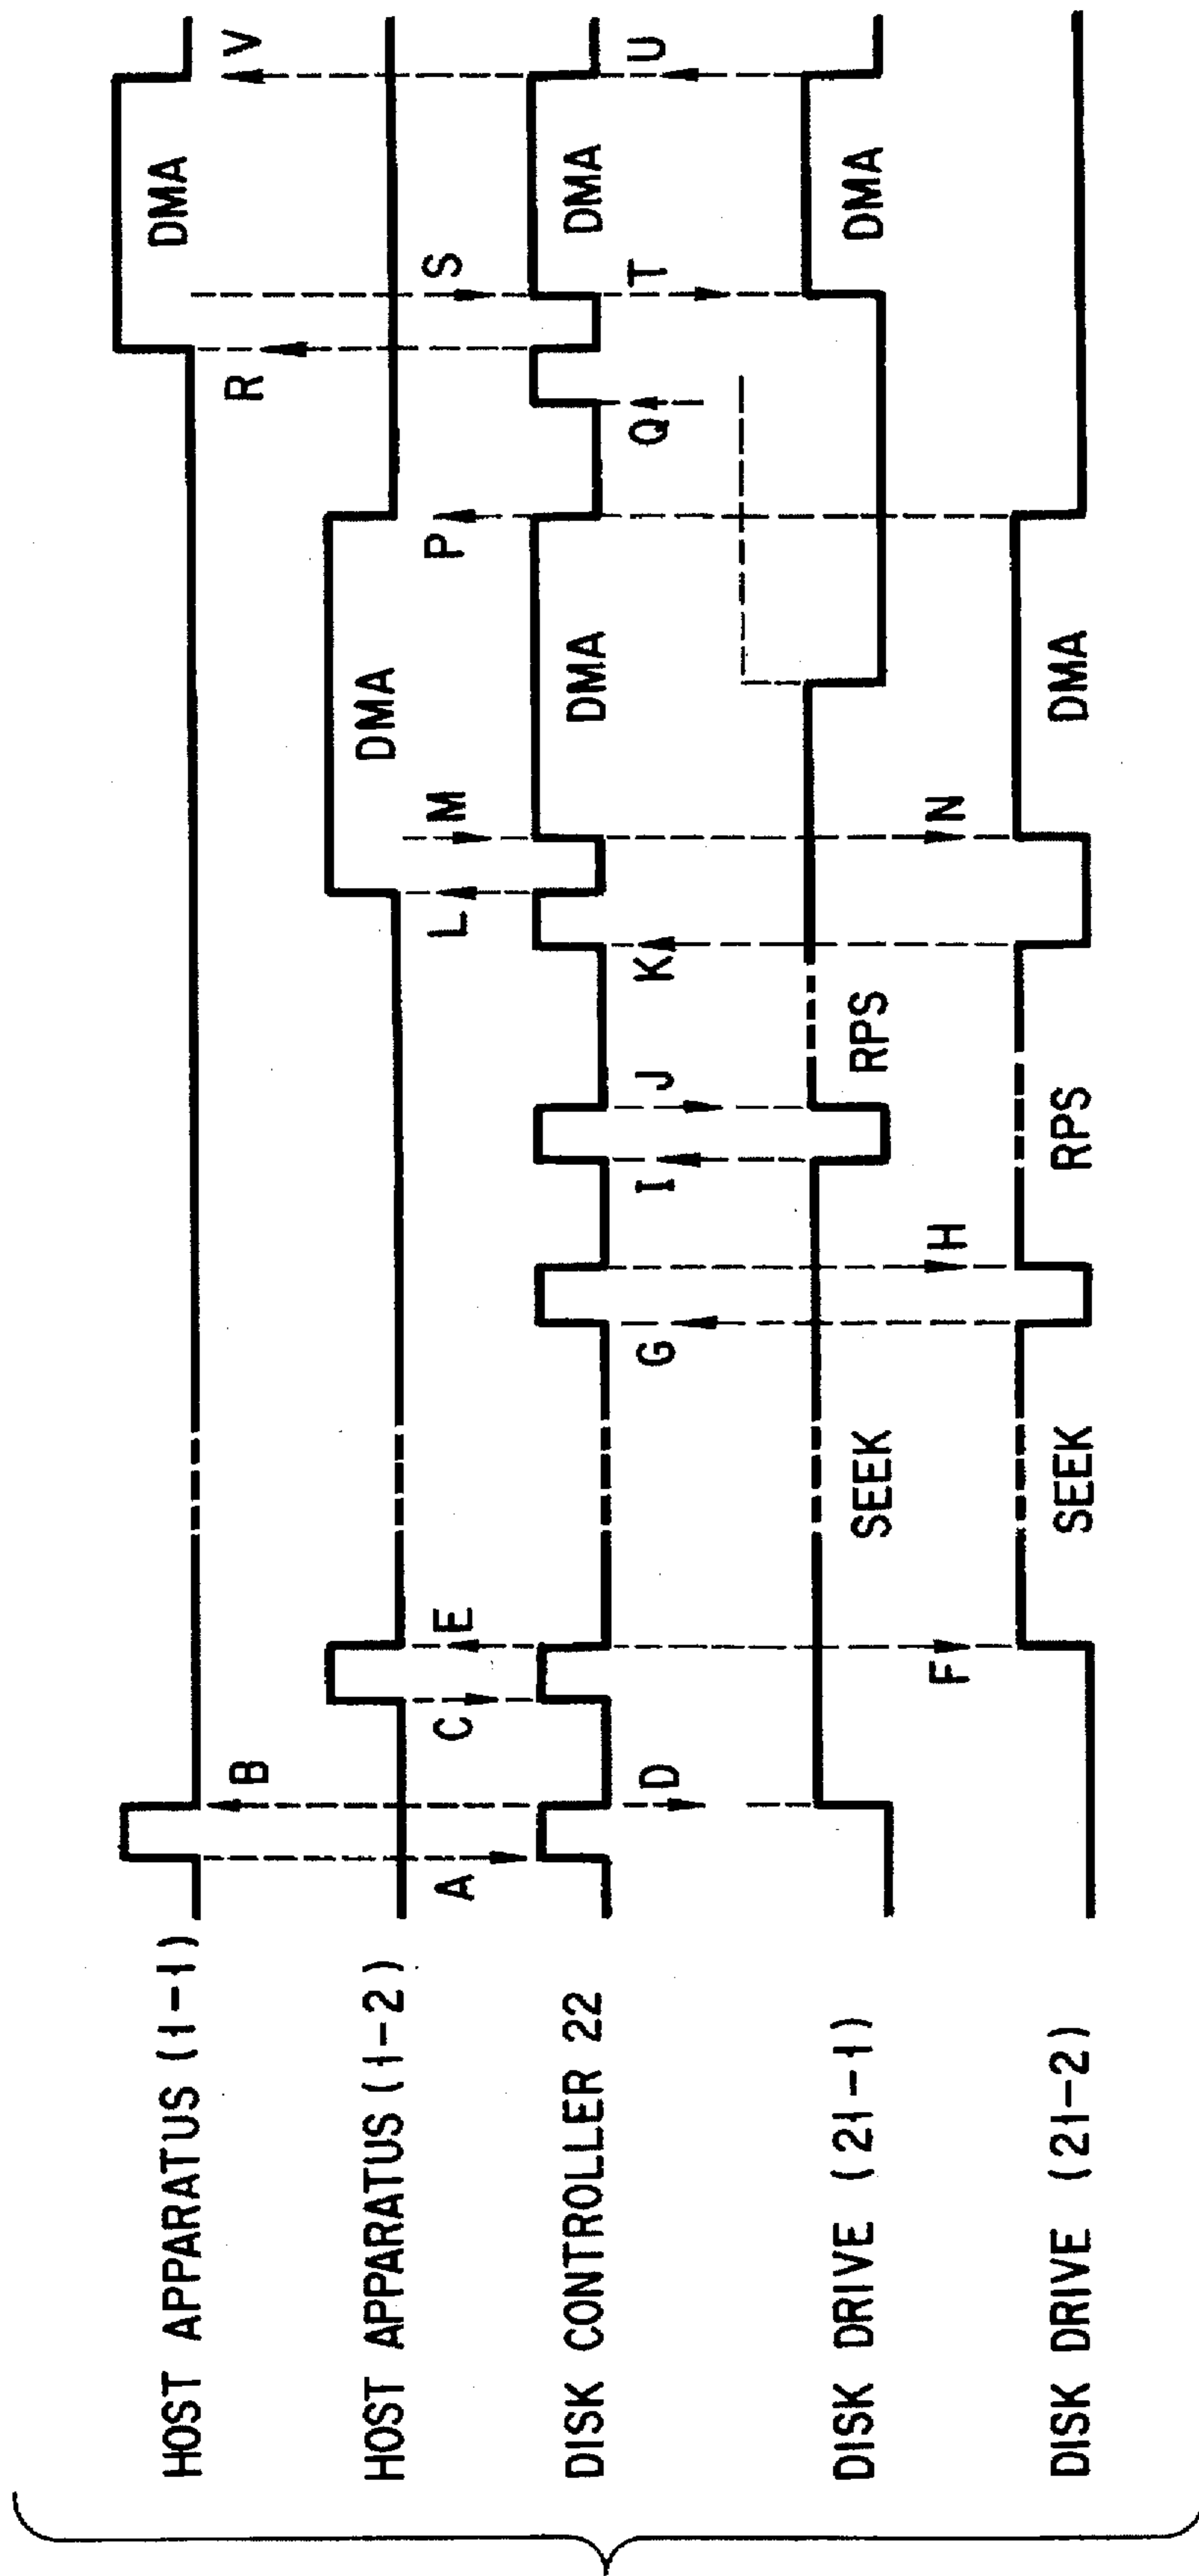 HOST APPARATUS (1-1)
A
B
DMA
R
S
V
HOST APPARATUS (1-2)
C
E
DMA
L
M
P
DISK CONTROLLER 22
D
G
I
J
K
DMA
Q
T
DMA
U
DISK DRIVE (21-1)
SEEK
RPS
DMA
F
H
N
DISK DRIVE (21-2)
SEEK
RPS
DMA